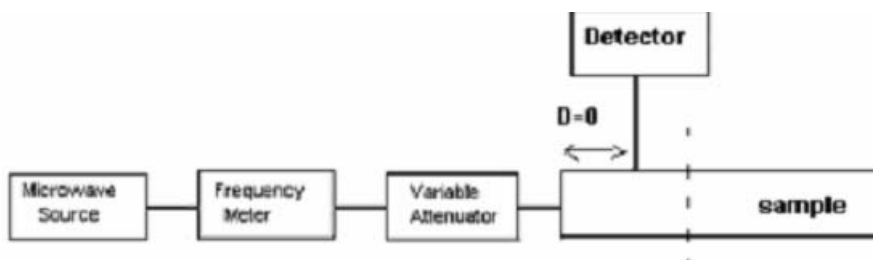 Detector
D=0
Microwave
Source
Frequency
Meter
Variable
Attenuator
sample